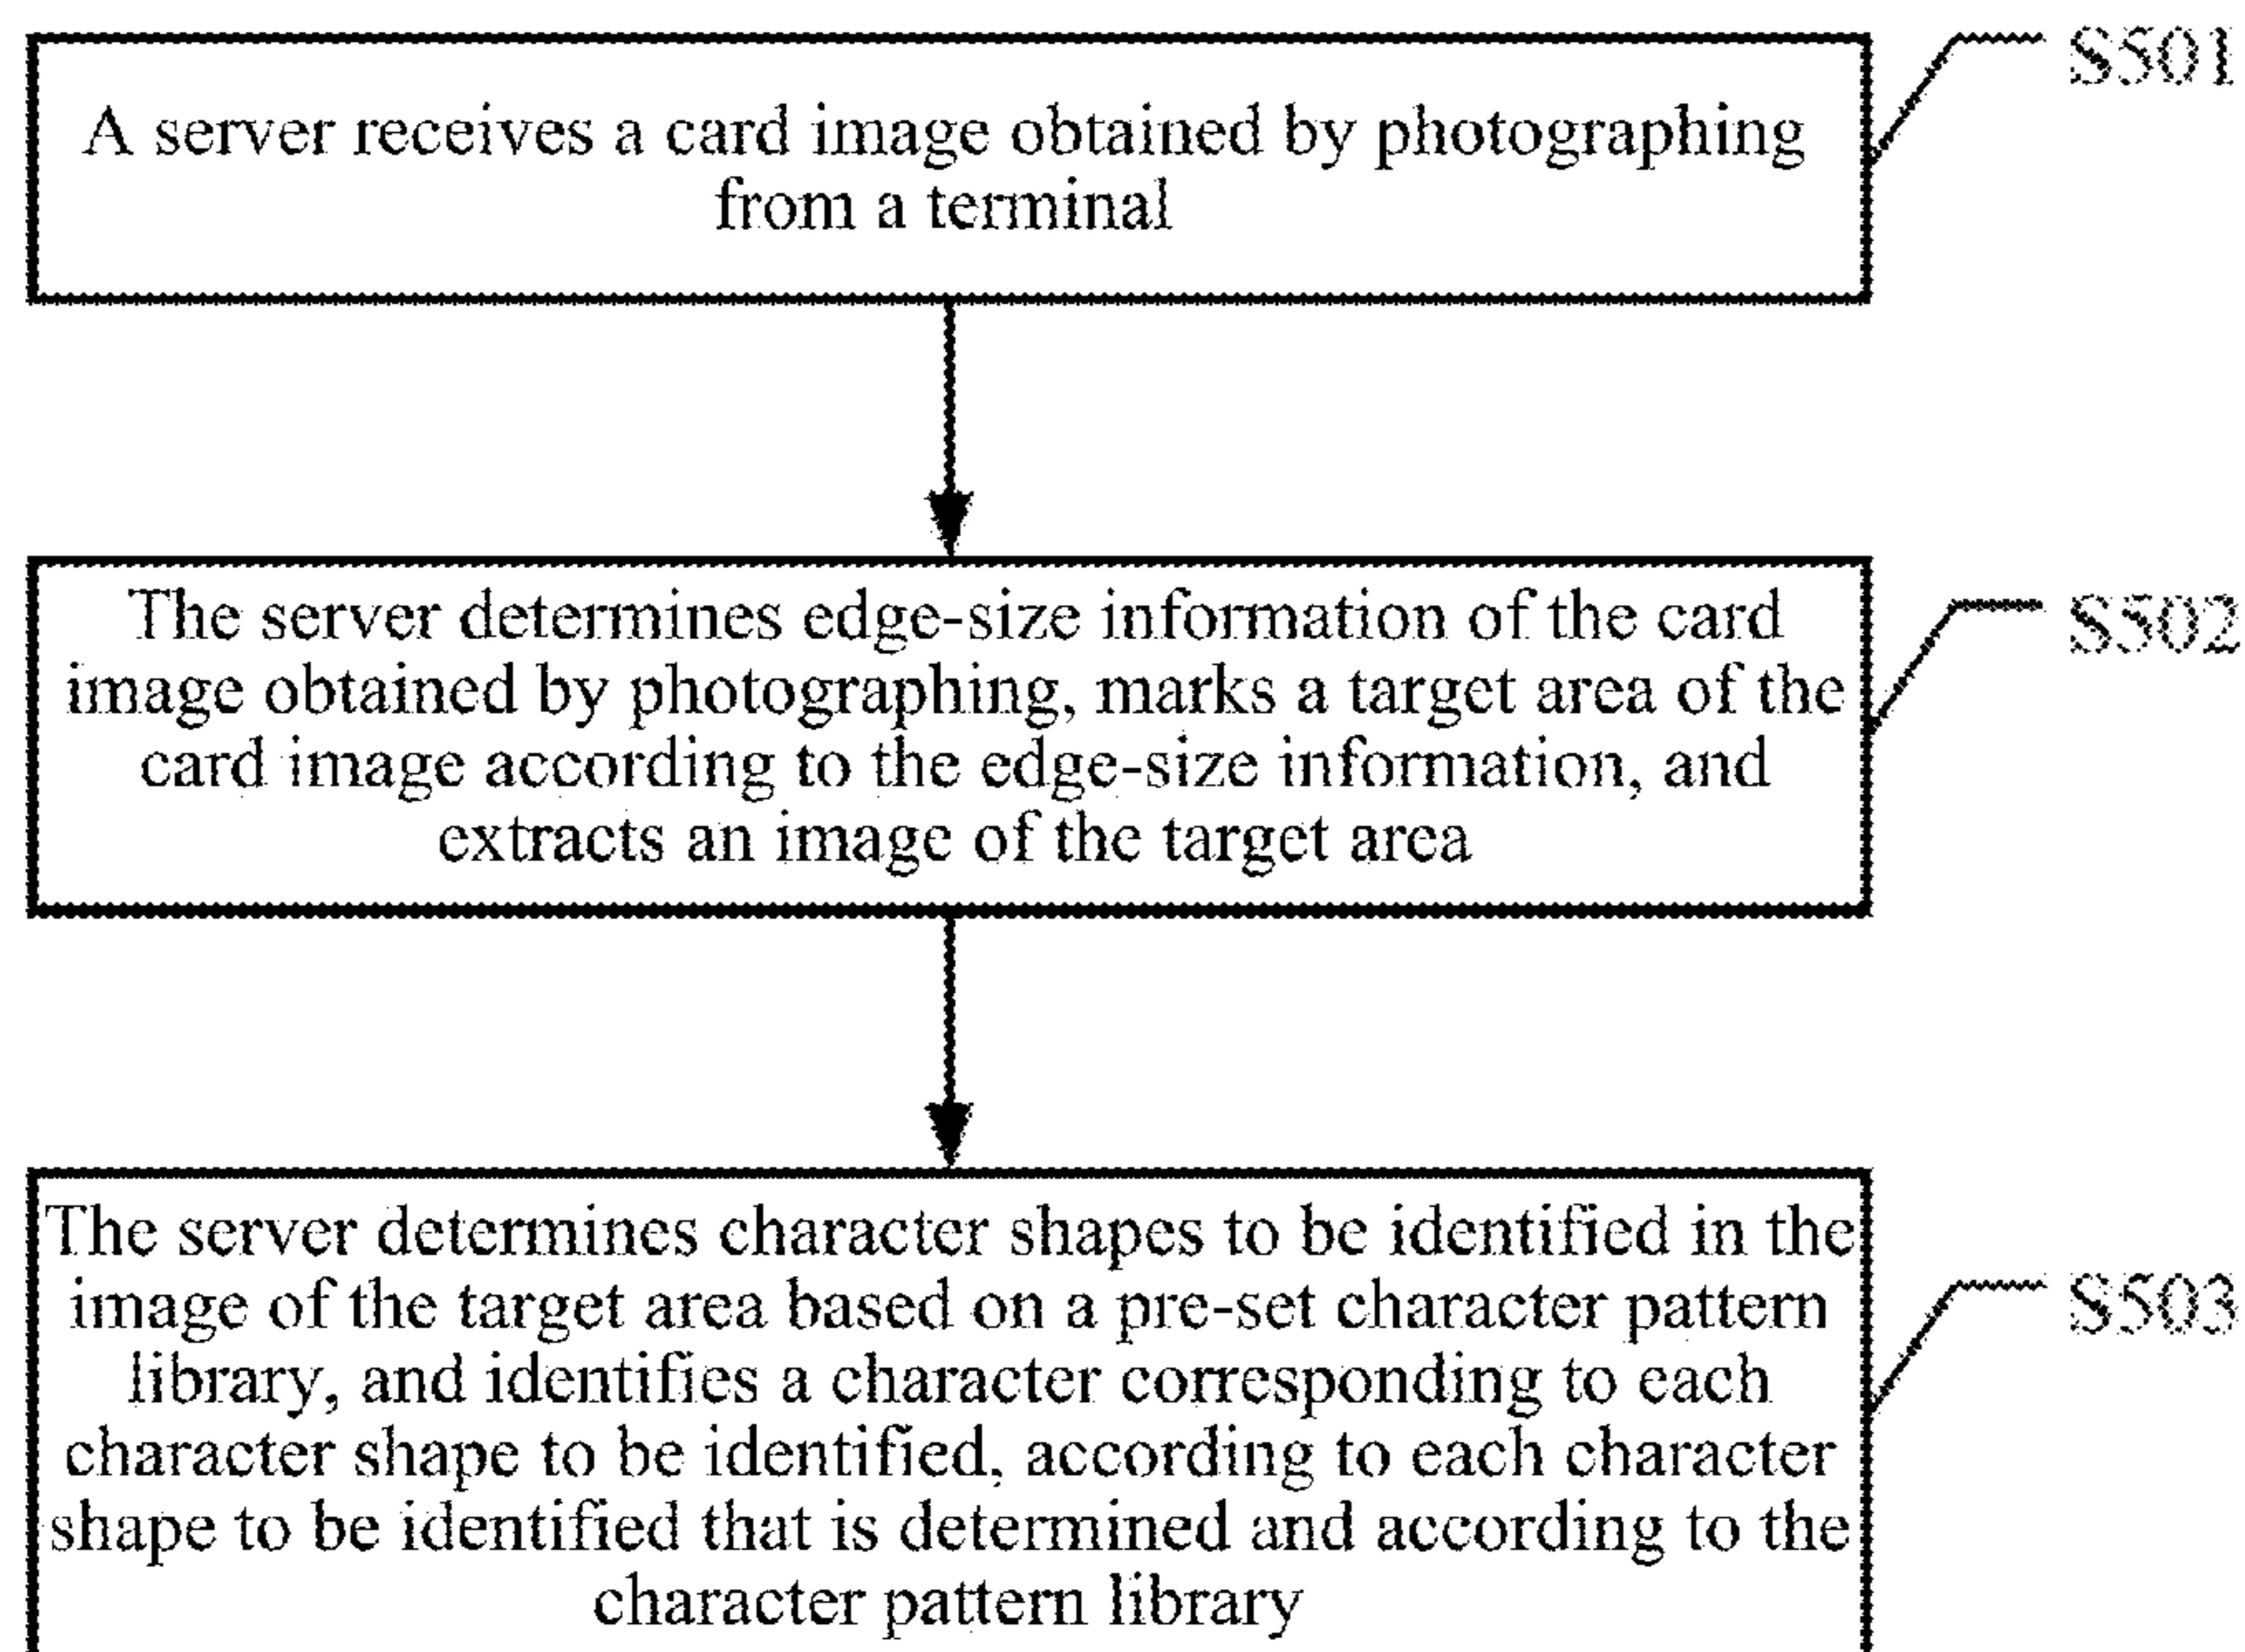 A server receives a card image obtained by photographing
from a terminal
S501
The server determines edge-size information of the card
image obtained by photographing, marks a target area of the
card image according to the edge-size information, and
extracts an image of the target area
S502
The server determines character shapes to be identified in the
image of the target area based on a pre-set character pattern
library, and identifies a character corresponding to each
character shape to be identified, according to each character
shape to be identified that is determined and according to the
character pattern library
S503